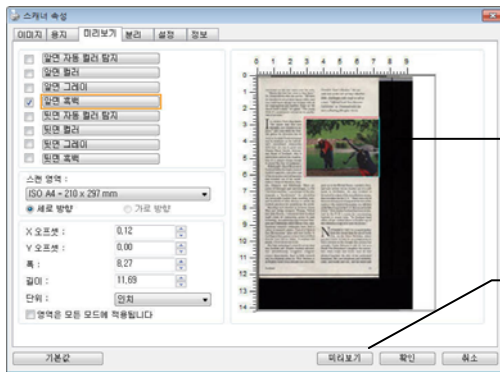 스캐너 속성
이미지 용지 미리보기 분리 설정 정보
앞면 자동 컬러 탐지
앞면 컬러
앞면 그레이
앞면 흑백
뒷면 자동 컬러 탐지
뒷면 컬러
뒷면 그레이
뒷면 흑백
스캔 영역 :
ISO A4 - 210 x 297 mm
세로 방향 가로 방향
X 오프셋 : 0.12
Y 오프셋 : 0.00
폭 : 8.27
길이 : 11.69
단위 : 인치
영역은 모든 모드에 적용됩니다
0 1 2 3 4 5 6 7 8 9
0
1
2
3
4
5
6
7
8
9
10
11
12
13
14
기본값 미리보기 확인 취소